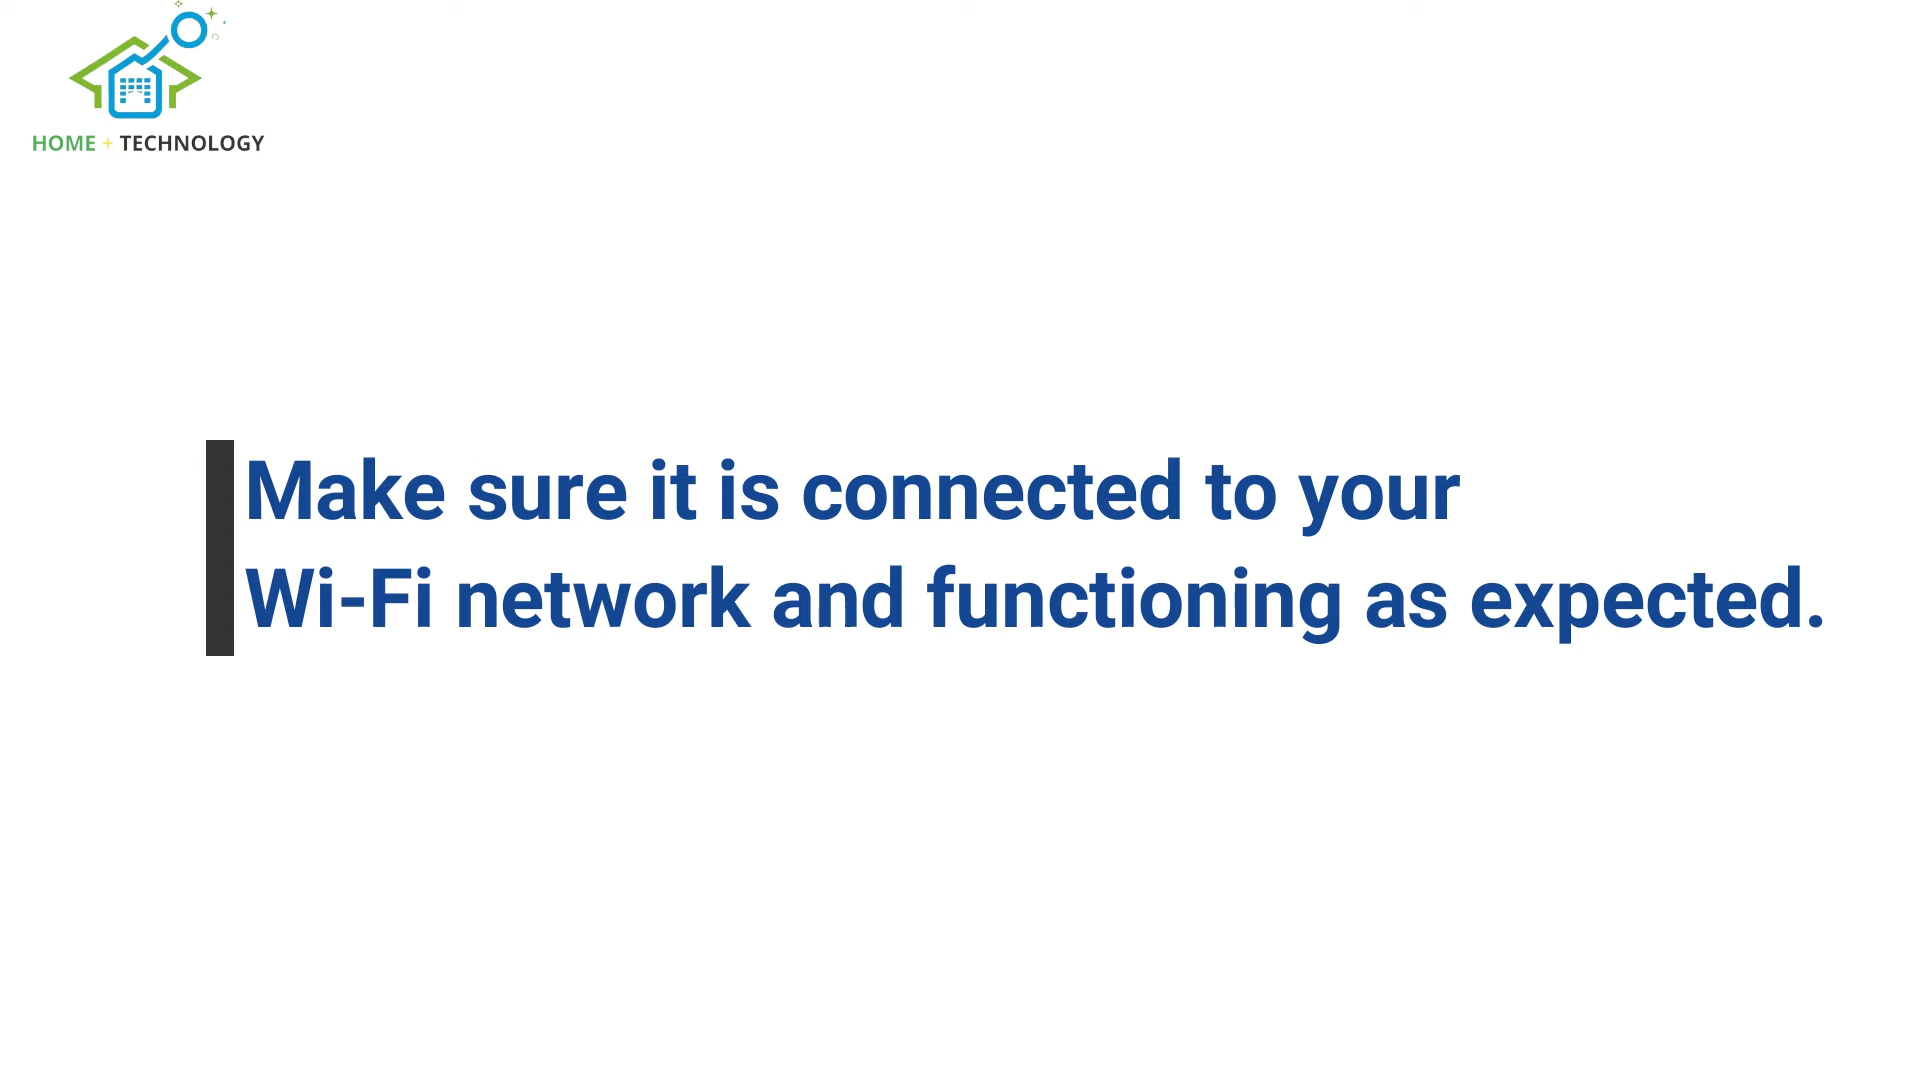 HOME + TECHNOLOGY
Make sure it is connected to your
Wi-Fi network and functioning as expected.